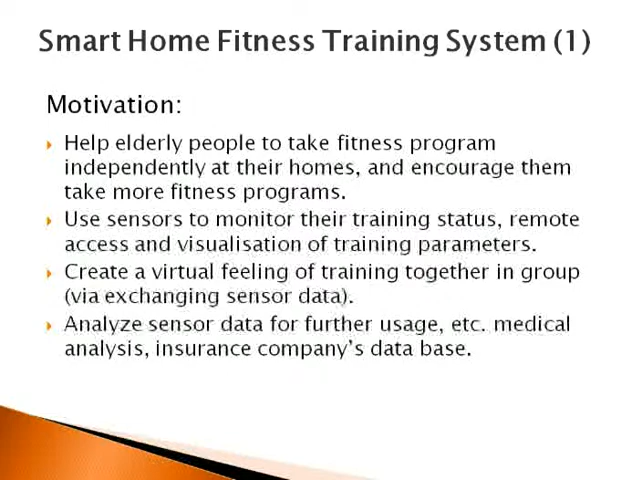 Smart Home Fitness Training System (1)
Motivation:
Help elderly people to take fitness program
independently at their homes, and encourage them
take more fitness programs.
Use sensors to monitor their training status, remote
access and visualisation of training parameters.
Create a virtual feeling of training together in group
(via exchanging sensor data).
Analyze sensor data for further usage, etc. medical
analysis, insurance company's data base.